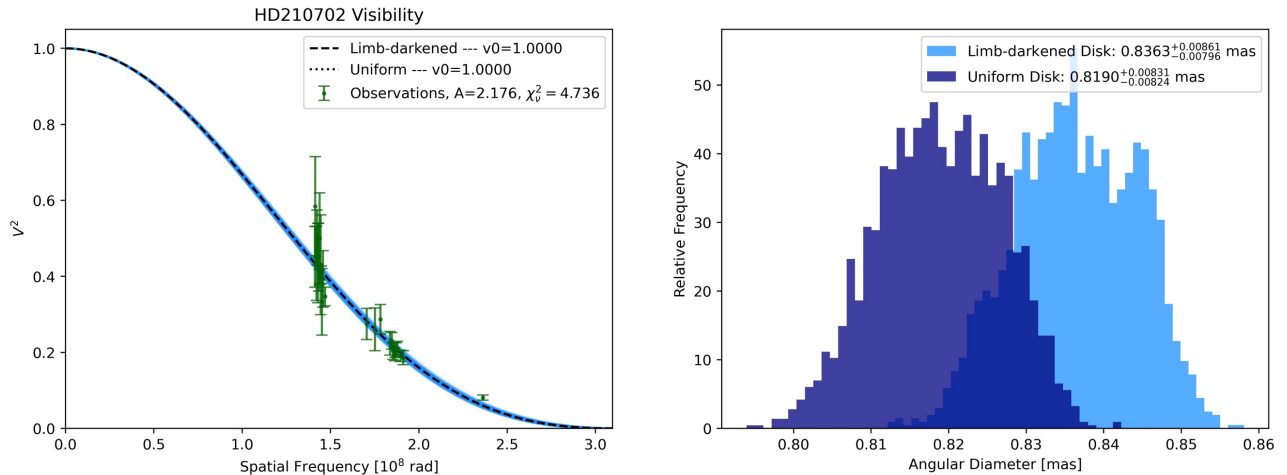 HD210702 Visibility
1.0
0.8
0.6
0.4
0.2
0.0
V²
Limb-darkened --- v0=1.0000
Uniform --- v0=1.0000
Observations, A=2.176, χ²ᵥ = 4.736
0.0 0.5 1.0 1.5 2.0 2.5 3.0
Spatial Frequency [10⁸ rad]
50
40
30
20
10
0
Relative Frequency
Limb-darkened Disk: 0.8363⁺⁰·⁰⁰⁸⁶¹₋₀.₀₀₇₉₆ mas
Uniform Disk: 0.8190⁺⁰·⁰⁰⁸³¹₋₀.₀₀₈₂₄ mas
0.80 0.81 0.82 0.83 0.84 0.85 0.86
Angular Diameter [mas]